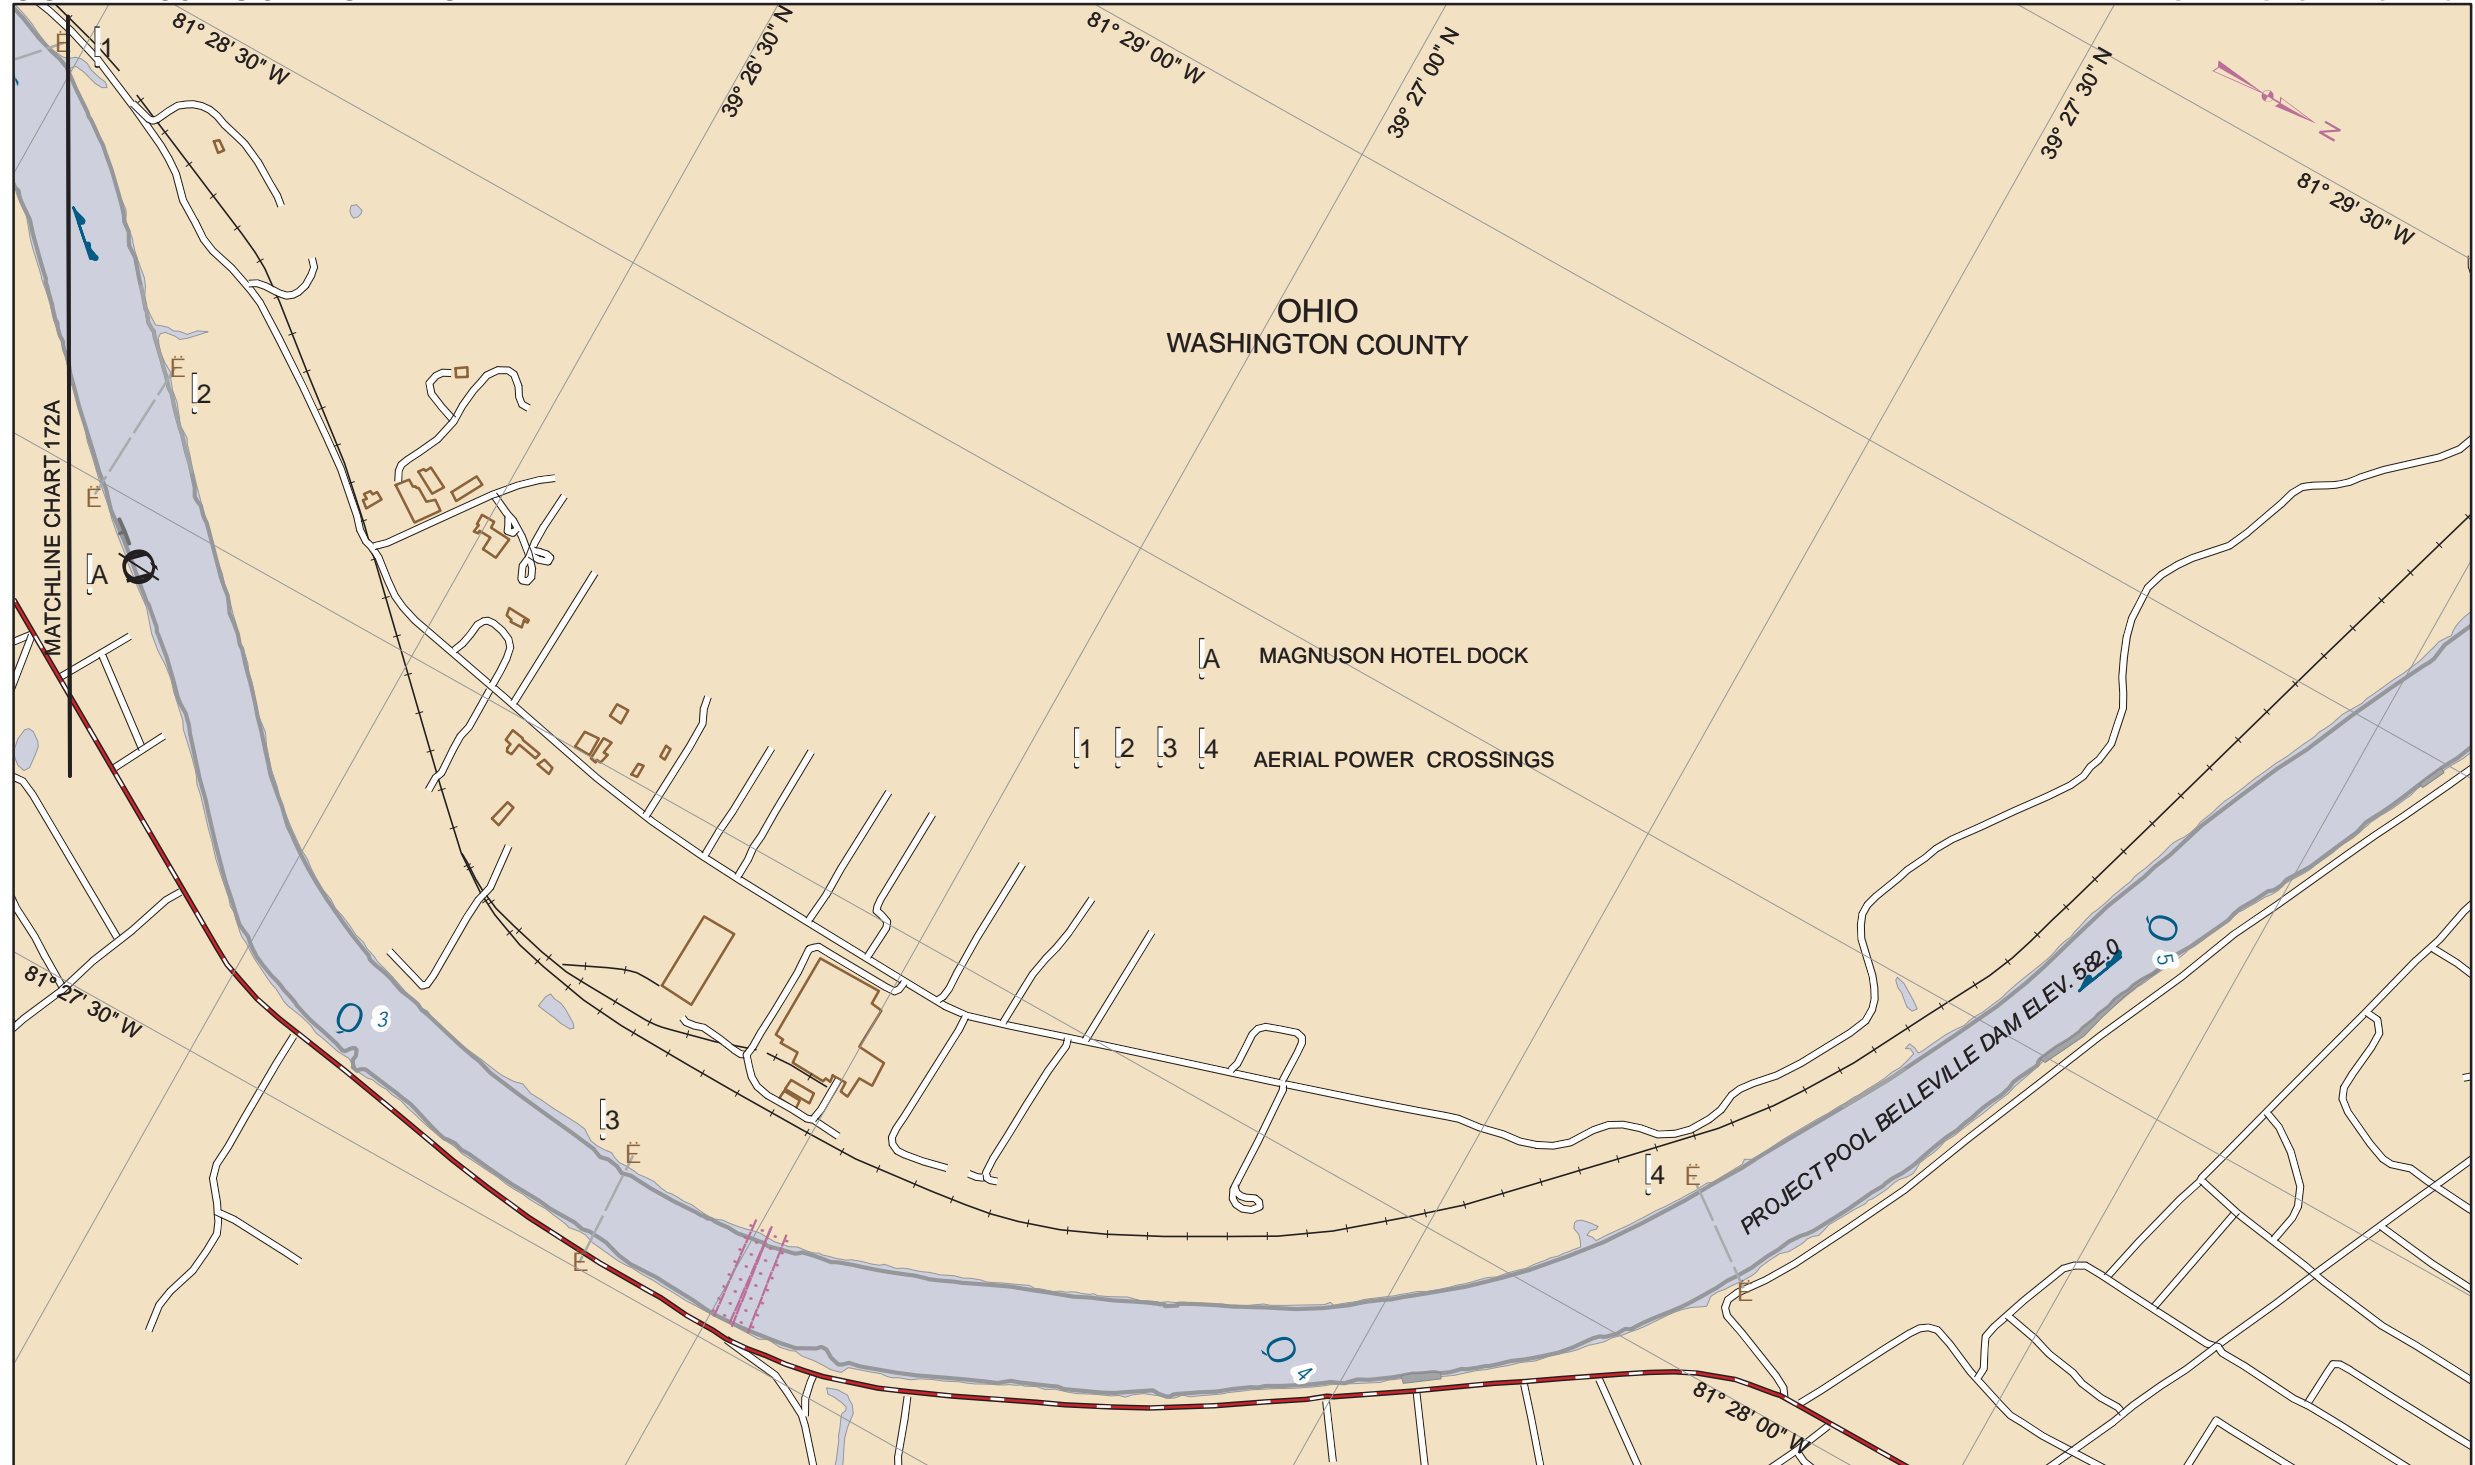 81° 28' 30" W
39° 26' 30" N
81° 29' 00" W
39° 27' 00" N
39° 27' 30" N
N
81° 29' 30" W
Ë
1
OHIO
WASHINGTON COUNTY
Ë
2
MATCHLINE CHART 172A
Ë
A
A MAGNUSON HOTEL DOCK
1 2 3 4 AERIAL POWER CROSSINGS
81° 27' 30" W
3
5
PROJECT POOL BELLEVILLE DAM ELEV. 582.0
3
Ë
Ë
4
Ë
Ë
4
81° 28' 00" W